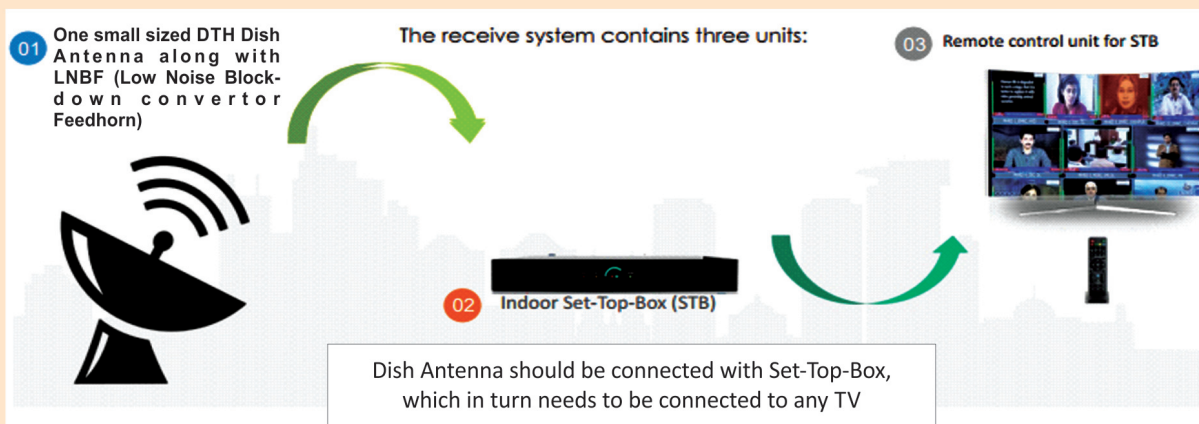 01
One small sized DTH Dish
Antenna along with
LNBF (Low Noise Block-
down convertor
Feedhorn)
The receive system contains three units:
03
Remote control unit for STB
02
Indoor Set-Top-Box (STB)
Dish Antenna should be connected with Set-Top-Box,
which in turn needs to be connected to any TV